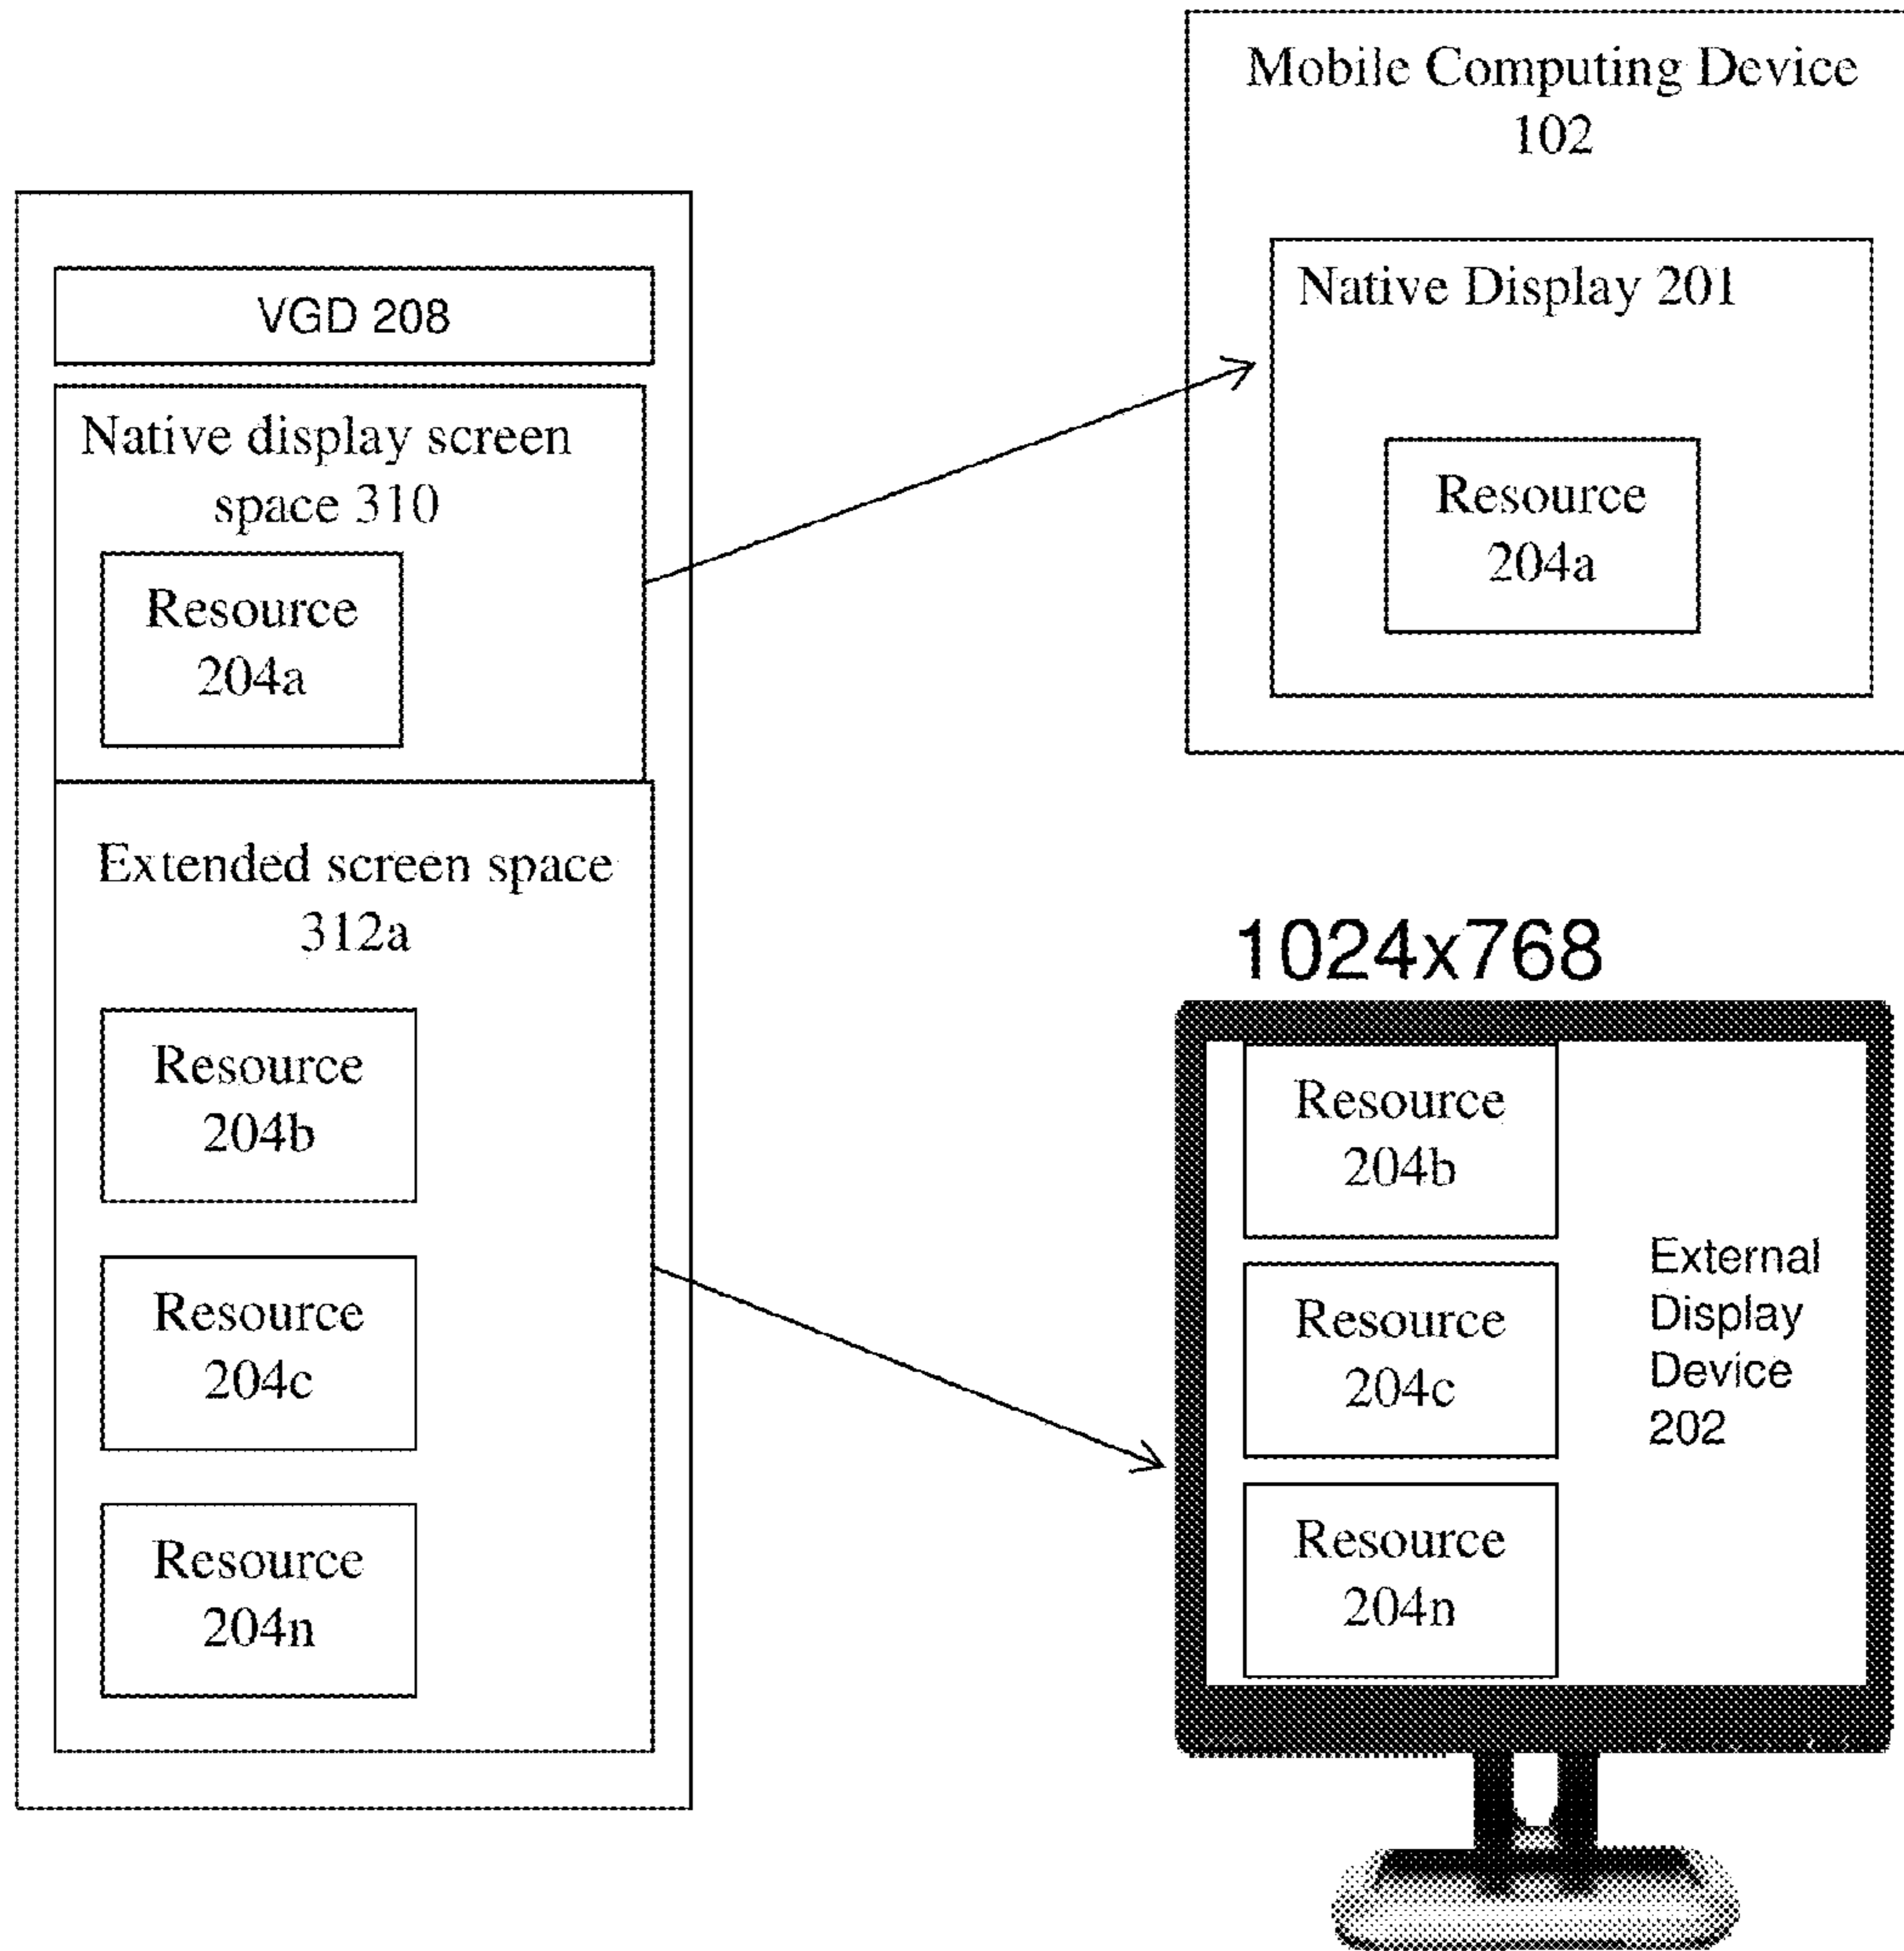 VGD 208
Native display screen
space 310
Resource
204a
Extended screen space
312a
Resource
204b
Resource
204c
Resource
204n
Mobile Computing Device
102
Native Display 201
Resource
204a
1024x768
Resource
204b
Resource
204c
Resource
204n
External
Display
Device
202